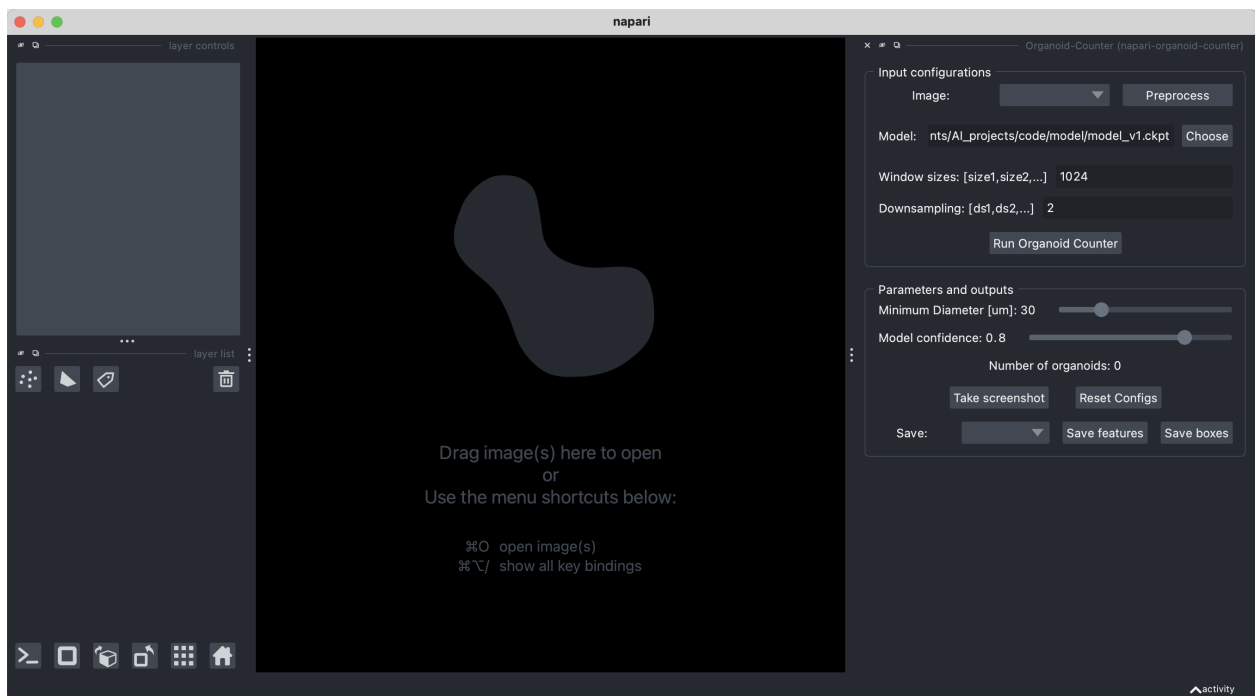 napari
layer controls
layer list
Drag image(s) here to open
or
Use the menu shortcuts below:
⌘O open image(s)
⌘⌥/ show all key bindings
Organoid-Counter (napari-organoid-counter)
Input configurations
Image: Preprocess
Model: nts/AI_projects/code/model/model_v1.ckpt Choose
Window sizes: [size1,size2,...] 1024
Downsampling: [ds1,ds2,...] 2
Run Organoid Counter
Parameters and outputs
Minimum Diameter [um]: 30
Model confidence: 0.8
Number of organoids: 0
Take screenshot Reset Configs
Save: Save features Save boxes
activity